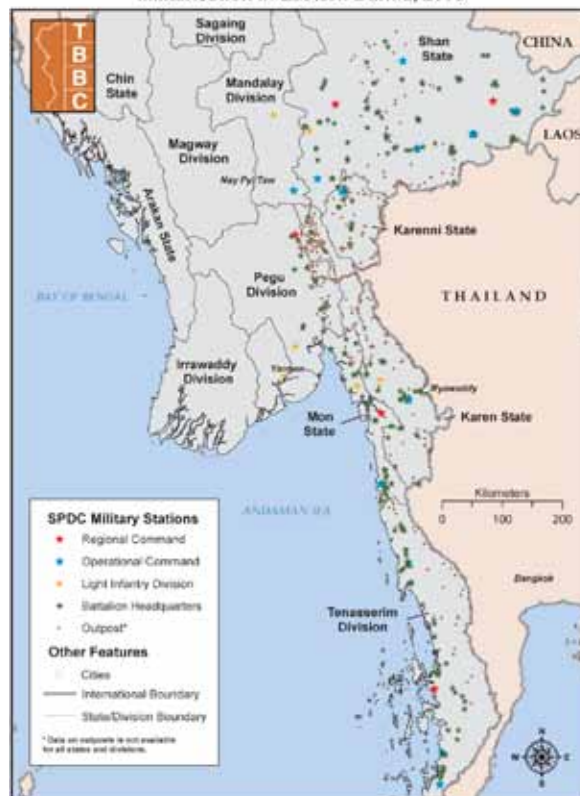 T
B
B
C
Sagaing
Division
Shan
State
CHINA
Chin
State
Mandalay
Division
LAOS
Magway
Division
Nay Pyi Taw
Arakan State
Karenni State
Pegu
Division
BAY OF BENGAL
THAILAND
Irrawaddy
Division
Yangon
Myawaddy
Mon
State
Karen State
Kilometers
0 100 200
ANDAMAN SEA
SPDC Military Stations
Regional Command
Operational Command
Light Infantry Division
Battalion Headquarters
Outpost*
Other Features
Cities
International Boundary
State/Division Boundary
* Data on outposts is not available
for all states and divisions.
Bangkok
Tenasserim
Division
N
S